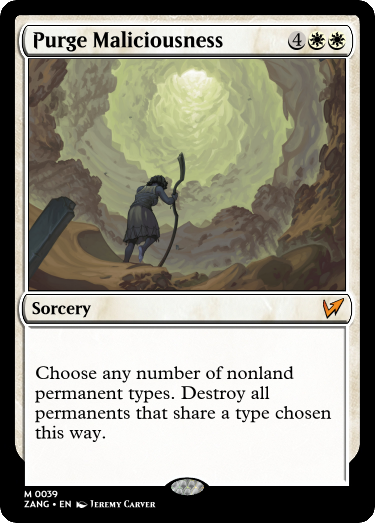 Purge Maliciousness 4
Sorcery
Choose any number of nonland
permanent types. Destroy all
permanents that share a type chosen
this way.
M 0039
ZANG • EN Jeremy Carver